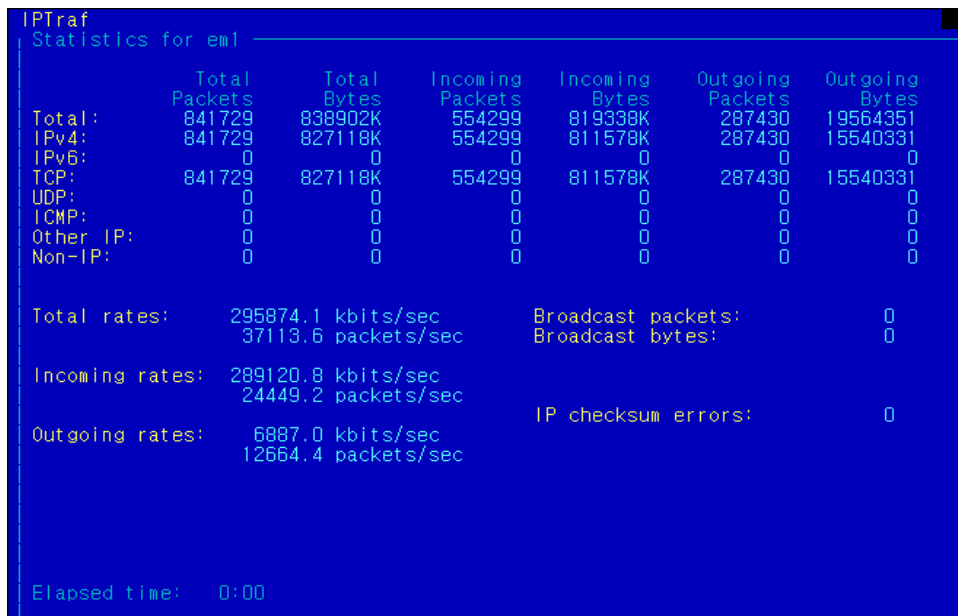 IPTraf
Statistics for em1
Total Total Incoming Incoming Outgoing Outgoing
Packets Bytes Packets Bytes Packets Bytes
Total: 841729 838902K 554299 819338K 287430 19564351
IPv4: 841729 827118K 554299 811578K 287430 15540331
IPv6: 0 0 0 0 0 0
TCP: 841729 827118K 554299 811578K 287430 15540331
UDP: 0 0 0 0 0 0
ICMP: 0 0 0 0 0 0
Other IP: 0 0 0 0 0 0
Non-IP: 0 0 0 0 0 0
Total rates: 295874.1 kbits/sec Broadcast packets: 0
37113.6 packets/sec Broadcast bytes: 0
Incoming rates: 289120.8 kbits/sec
24449.2 packets/sec
IP checksum errors: 0
Outgoing rates: 6887.0 kbits/sec
12664.4 packets/sec
Elapsed time: 0:00